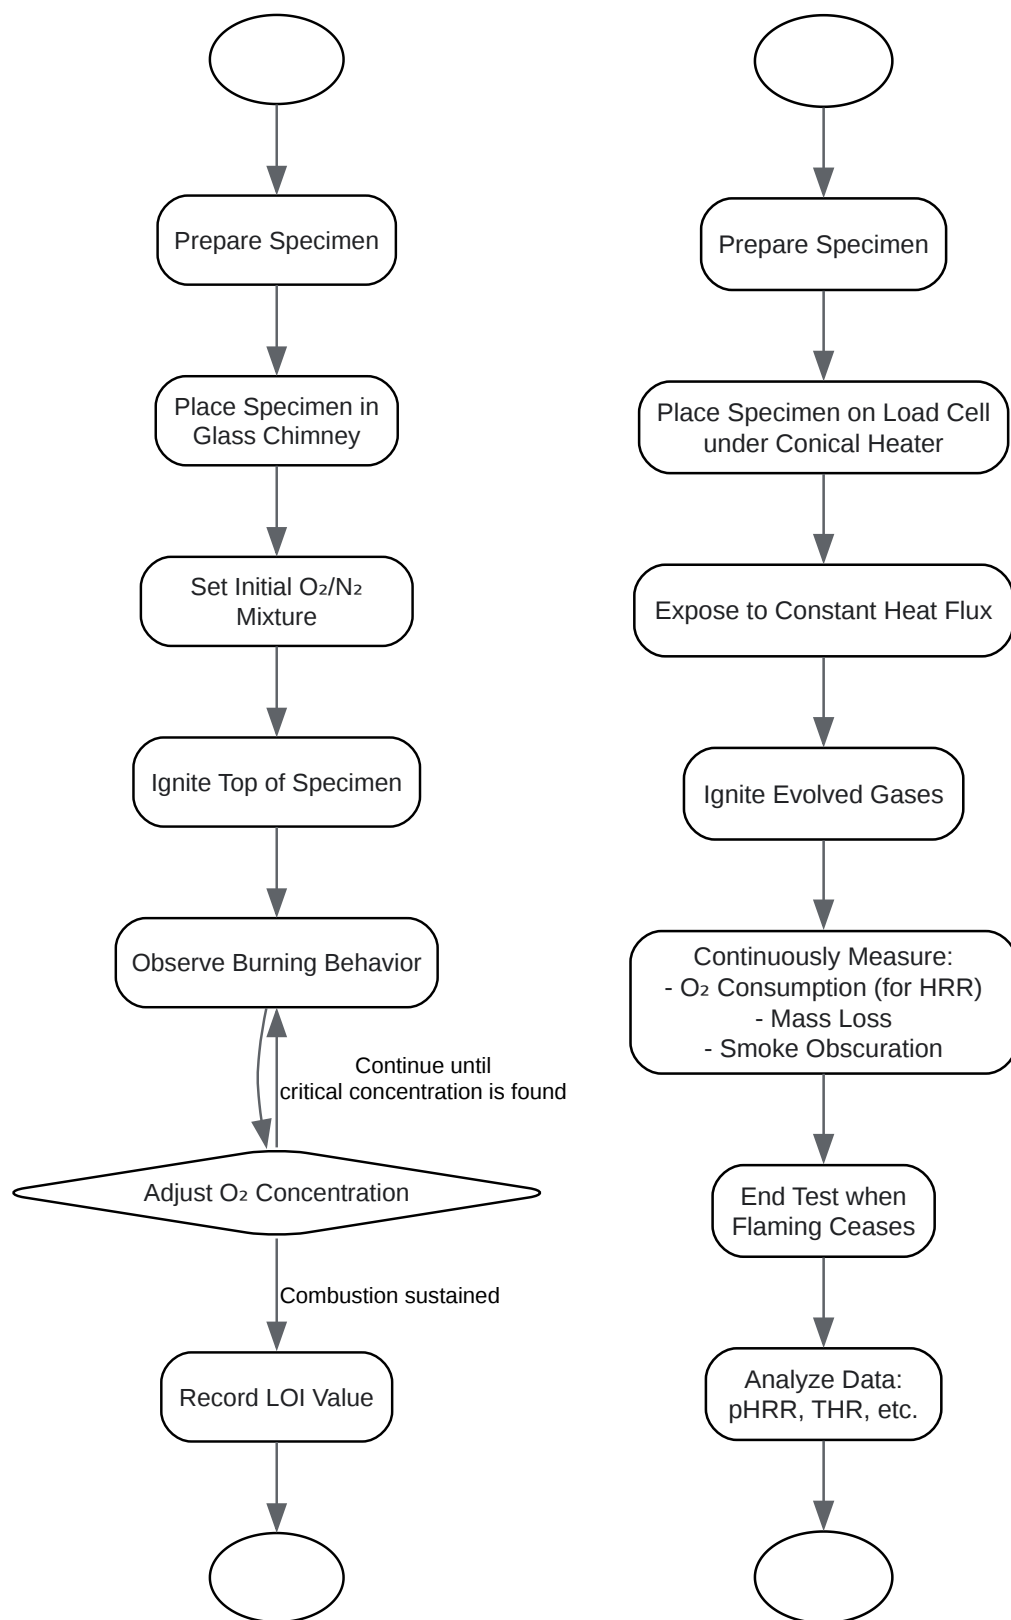 Prepare Specimen
Place Specimen in
Glass Chimney
Set Initial O₂/N₂
Mixture
Ignite Top of Specimen
Observe Burning Behavior
Continue until
critical concentration is found
Adjust O₂ Concentration
Combustion sustained
Record LOI Value
Prepare Specimen
Place Specimen on Load Cell
under Conical Heater
Expose to Constant Heat Flux
Ignite Evolved Gases
Continuously Measure:
- O₂ Consumption (for HRR)
- Mass Loss
- Smoke Obscuration
End Test when
Flaming Ceases
Analyze Data:
pHRR, THR, etc.